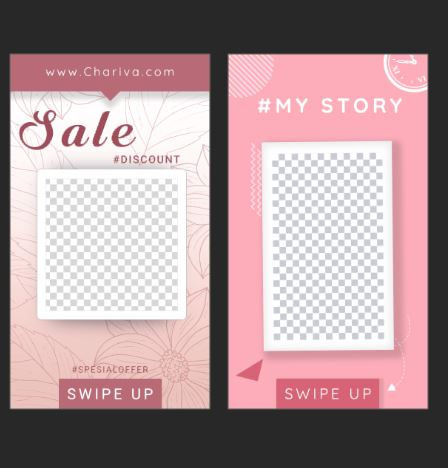 www.Chariva.com
Sale
#DISCOUNT
#SPESIALOFFER
SWIPE UP
#MY STORY
SWIPE UP